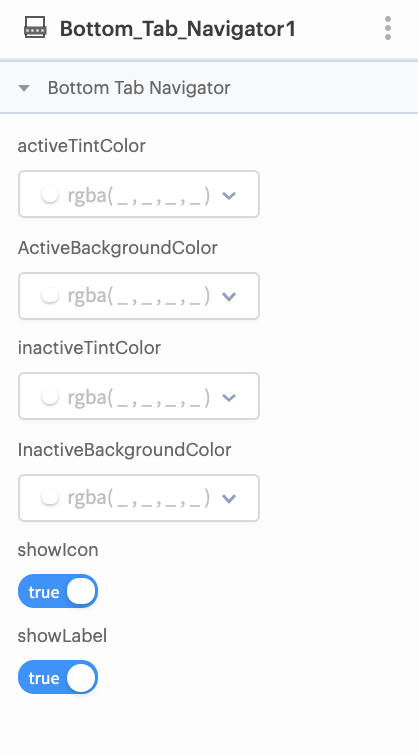 Bottom_Tab_Navigator1
Bottom Tab Navigator
activeTintColor
rgba( _ , _ , _ , _ )
ActiveBackgroundColor
rgba( _ , _ , _ , _ )
inactiveTintColor
rgba( _ , _ , _ , _ )
InactiveBackgroundColor
rgba( _ , _ , _ , _ )
showIcon
true
showLabel
true